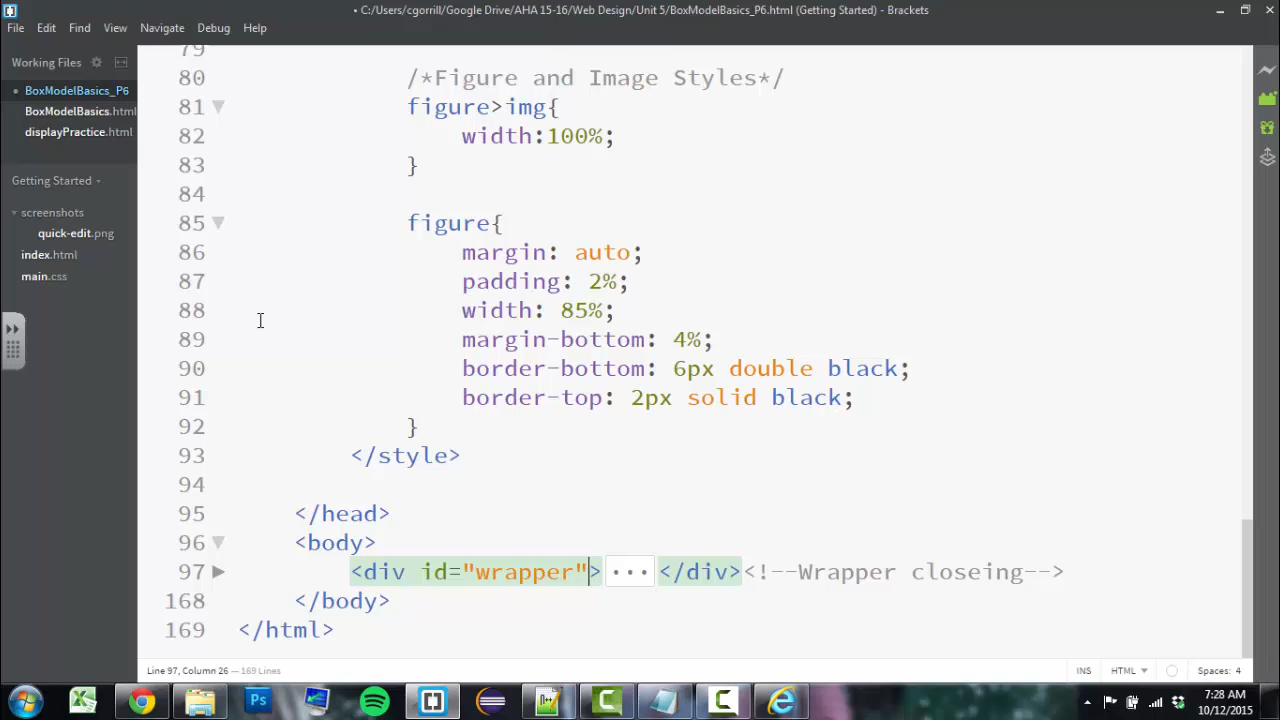 • C:/Users/cgorrill/Google Drive/AHA 15-16/Web Design/Unit 5/BoxModelBasics_P6.html (Getting Started) - Brackets
File Edit Find View Navigate Debug Help
Working Files
BoxModelBasics_P6
BoxModelBasics.html
displayPractice.html
Getting Started
screenshots
quick-edit.png
index.html
main.css
79
80 /*Figure and Image Styles*/
81 figure>img{
82 width:100%;
83 }
84
85 figure{
86 margin: auto;
87 padding: 2%;
88 width: 85%;
89 margin-bottom: 4%;
90 border-bottom: 6px double black;
91 border-top: 2px solid black;
92 }
93 </style>
94
95 </head>
96 <body>
97 <div id="wrapper">...</div><!--Wrapper closeing-->
168 </body>
169 </html>
Line 97, Column 26 — 169 Lines
INS HTML Spaces: 4
Ps
7:28 AM
10/12/2015